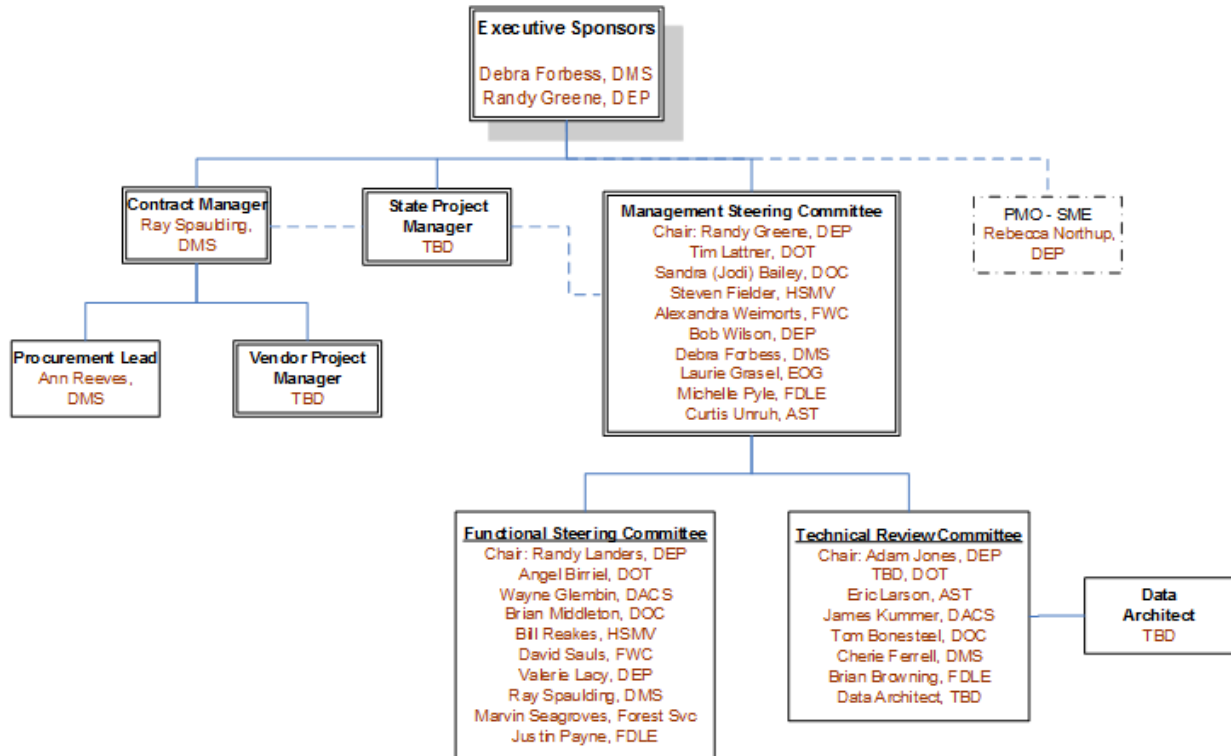 Executive Sponsors
Debra Forbess, DMS
Randy Greene, DEP
Contract Manager
Ray Spaulding,
DMS
State Project
Manager
TBD
Management Steering Committee
Chair: Randy Greene, DEP
Tim Lattner, DOT
Sandra (Jodi) Bailey, DOC
Steven Fielder, HSMV
Alexandra Weimorts, FWC
Bob Wilson, DEP
Debra Forbess, DMS
Laurie Grasel, EOG
Michelle Pyle, FDLE
Curtis Unruh, AST
PMO - SME
Rebecca Northup,
DEP
Procurement Lead
Ann Reeves,
DMS
Vendor Project
Manager
TBD
Functional Steering Committee
Chair: Randy Landers, DEP
Angel Birriel, DOT
Wayne Glembin, DACS
Brian Middleton, DOC
Bill Reakes, HSMV
David Sauls, FWC
Valerie Lacy, DEP
Ray Spaulding, DMS
Marvin Seagroves, Forest Svc
Justin Payne, FDLE
Technical Review Committee
Chair: Adam Jones, DEP
TBD, DOT
Eric Larson, AST
James Kummer, DACS
Tom Bonesteel, DOC
Cherie Ferrell, DMS
Brian Browning, FDLE
Data Architect, TBD
Data
Architect
TBD